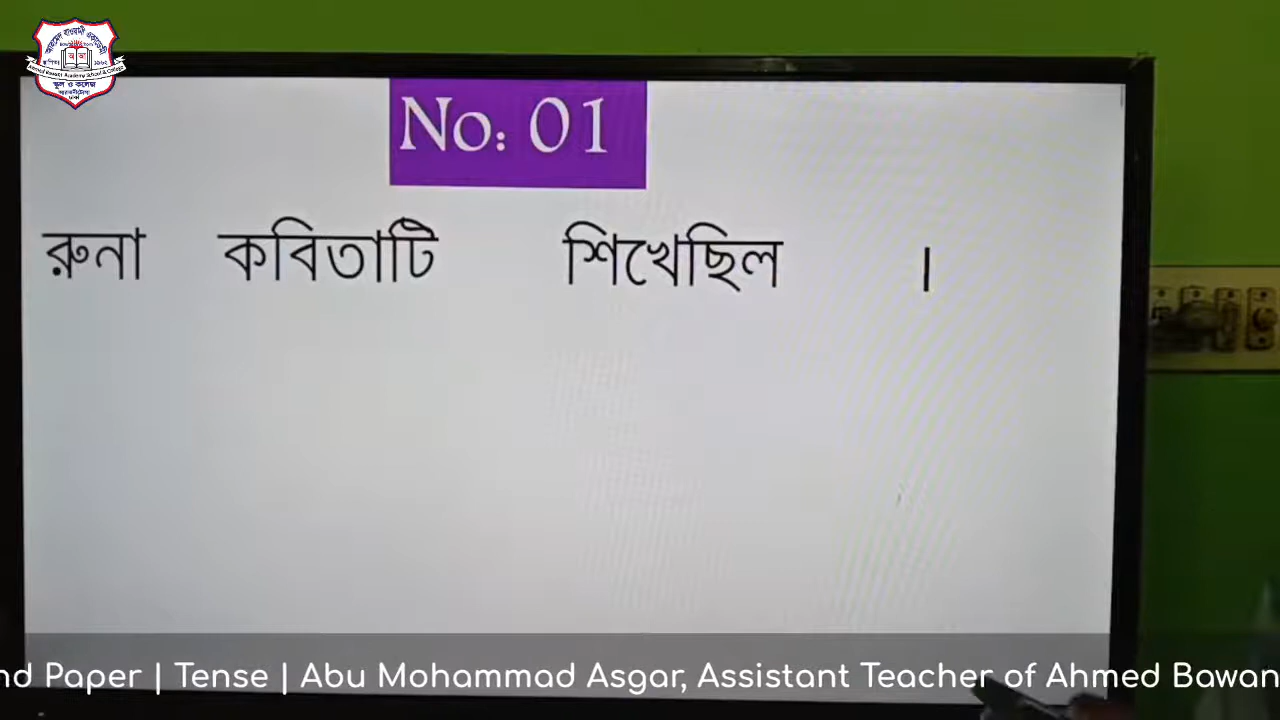 No: 01
রুনা কবিতাটি শিখেছিল ।
nd Paper | Tense | Abu Mohammad Asgar, Assistant Teacher of Ahmed Bawan